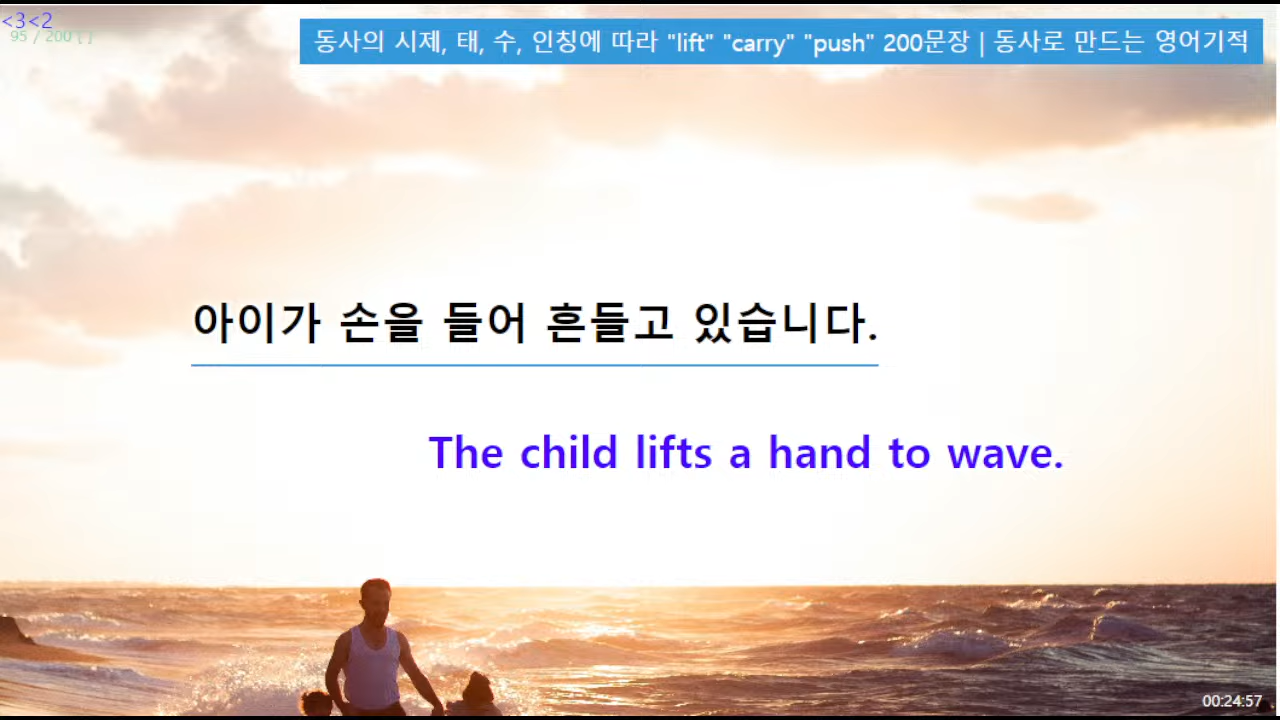 <3<2
95 / 200 [ ]
동사의 시제, 태, 수, 인칭에 따라 "lift" "carry" "push" 200문장 | 동사로 만드는 영어기적
아이가 손을 들어 흔들고 있습니다.
The child lifts a hand to wave.
00:24:57